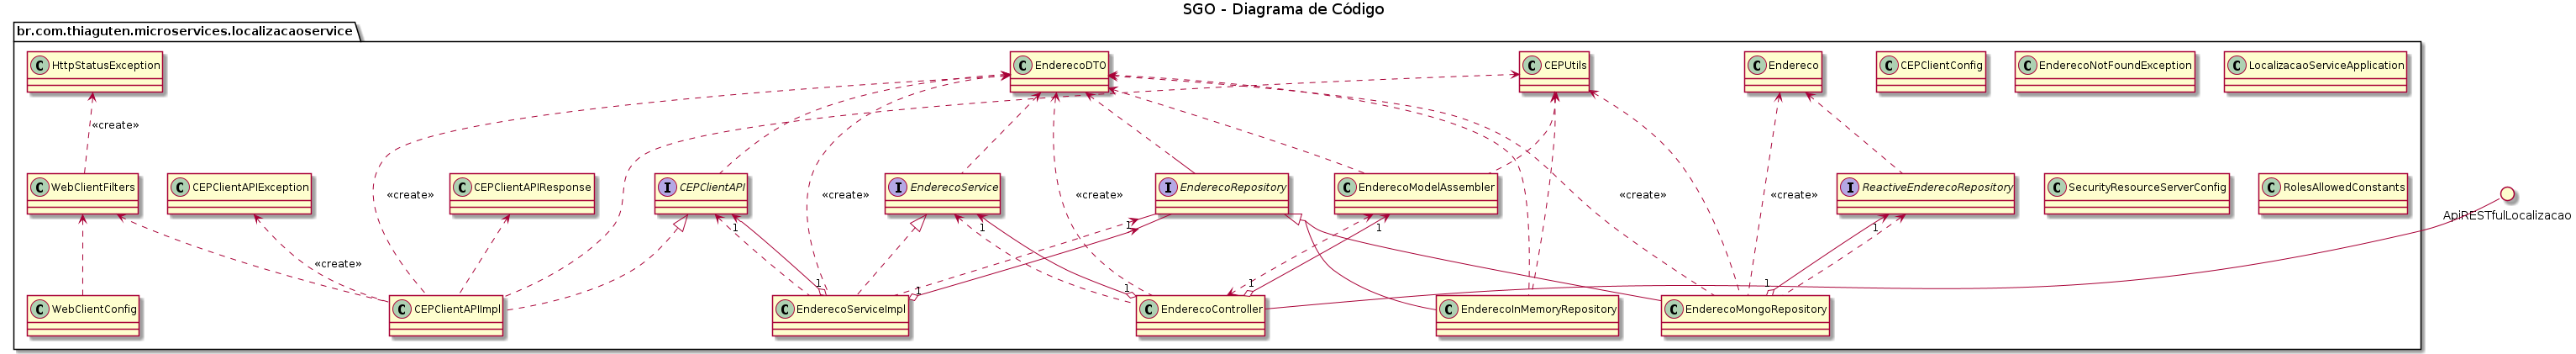 SGO - Diagrama de Código
br.com.thiaguten.microservices.localizacaoservice
C HttpStatusException
C EnderecoDTO
C CEPUtils
C Endereco
C CEPClientConfig
C EnderecoNotFoundException
C LocalizacaoServiceApplication
«create»
C WebClientFilters
C CEPClientAPIException
«create»
C CEPClientAPIResponse
I CEPClientAPI
«create»
I EnderecoService
«create»
I EnderecoRepository
C EnderecoModelAssembler
«create»
«create»
I ReactiveEnderecoRepository
C SecurityResourceServerConfig
C RolesAllowedConstants
ApiRESTfulLocalizacao
1
1
1
1
1
«create»
1
1
1
1
1
C WebClientConfig
C CEPClientAPIImpl
C EnderecoServiceImpl
C EnderecoController
C EnderecoInMemoryRepository
C EnderecoMongoRepository